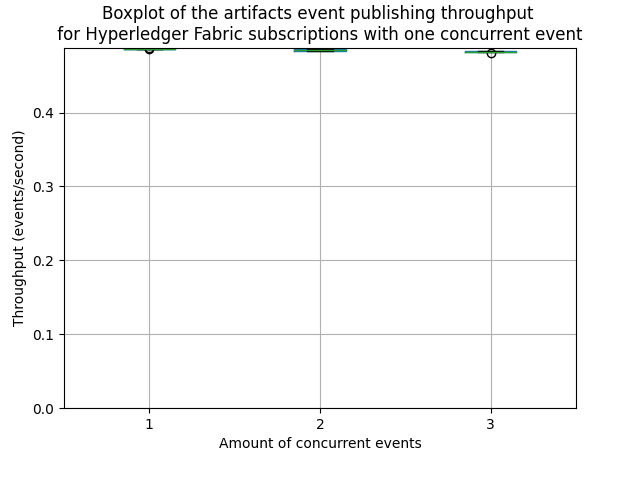 Boxplot of the artifacts event publishing throughput
for Hyperledger Fabric subscriptions with one concurrent event
Throughput (events/second)
0.4
0.3
0.2
0.1
0.0
1
2
3
Amount of concurrent events